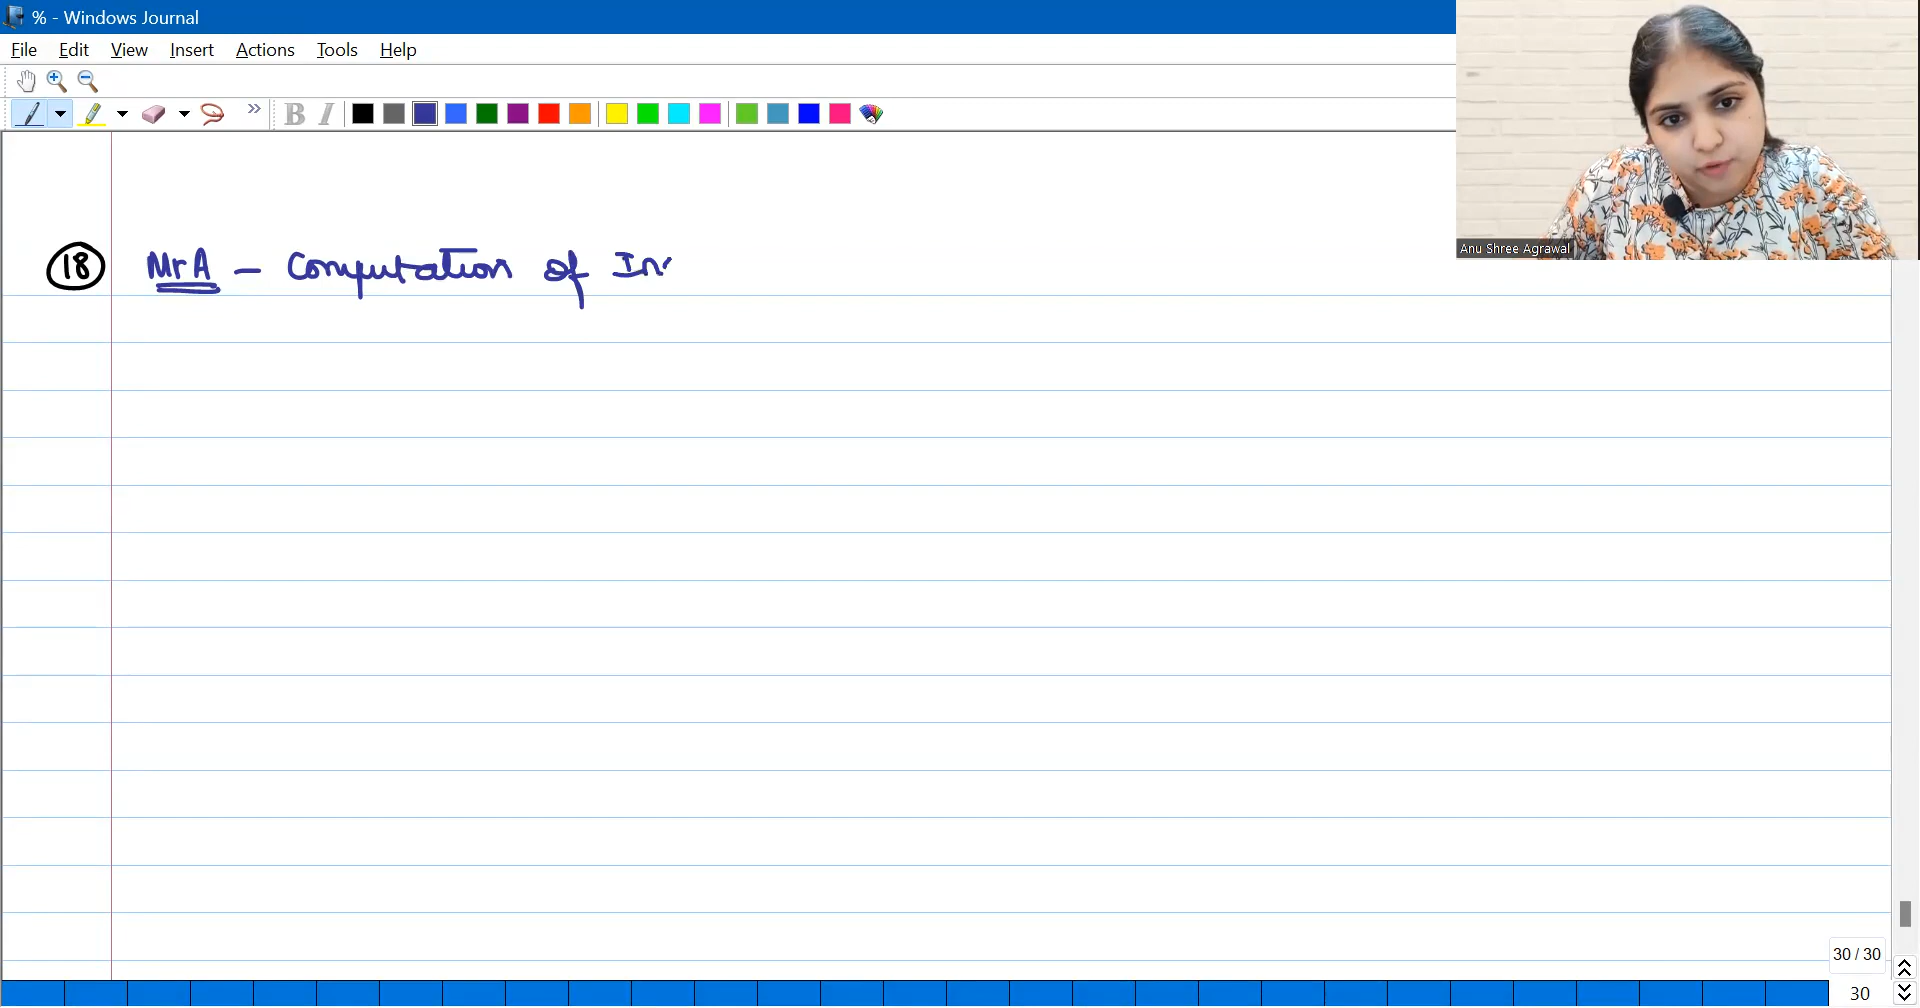 % - Windows Journal
File Edit View Insert Actions Tools Help
B I
Anu Shree Agrawal
18 Mr A - Computation of In
30 / 30
30